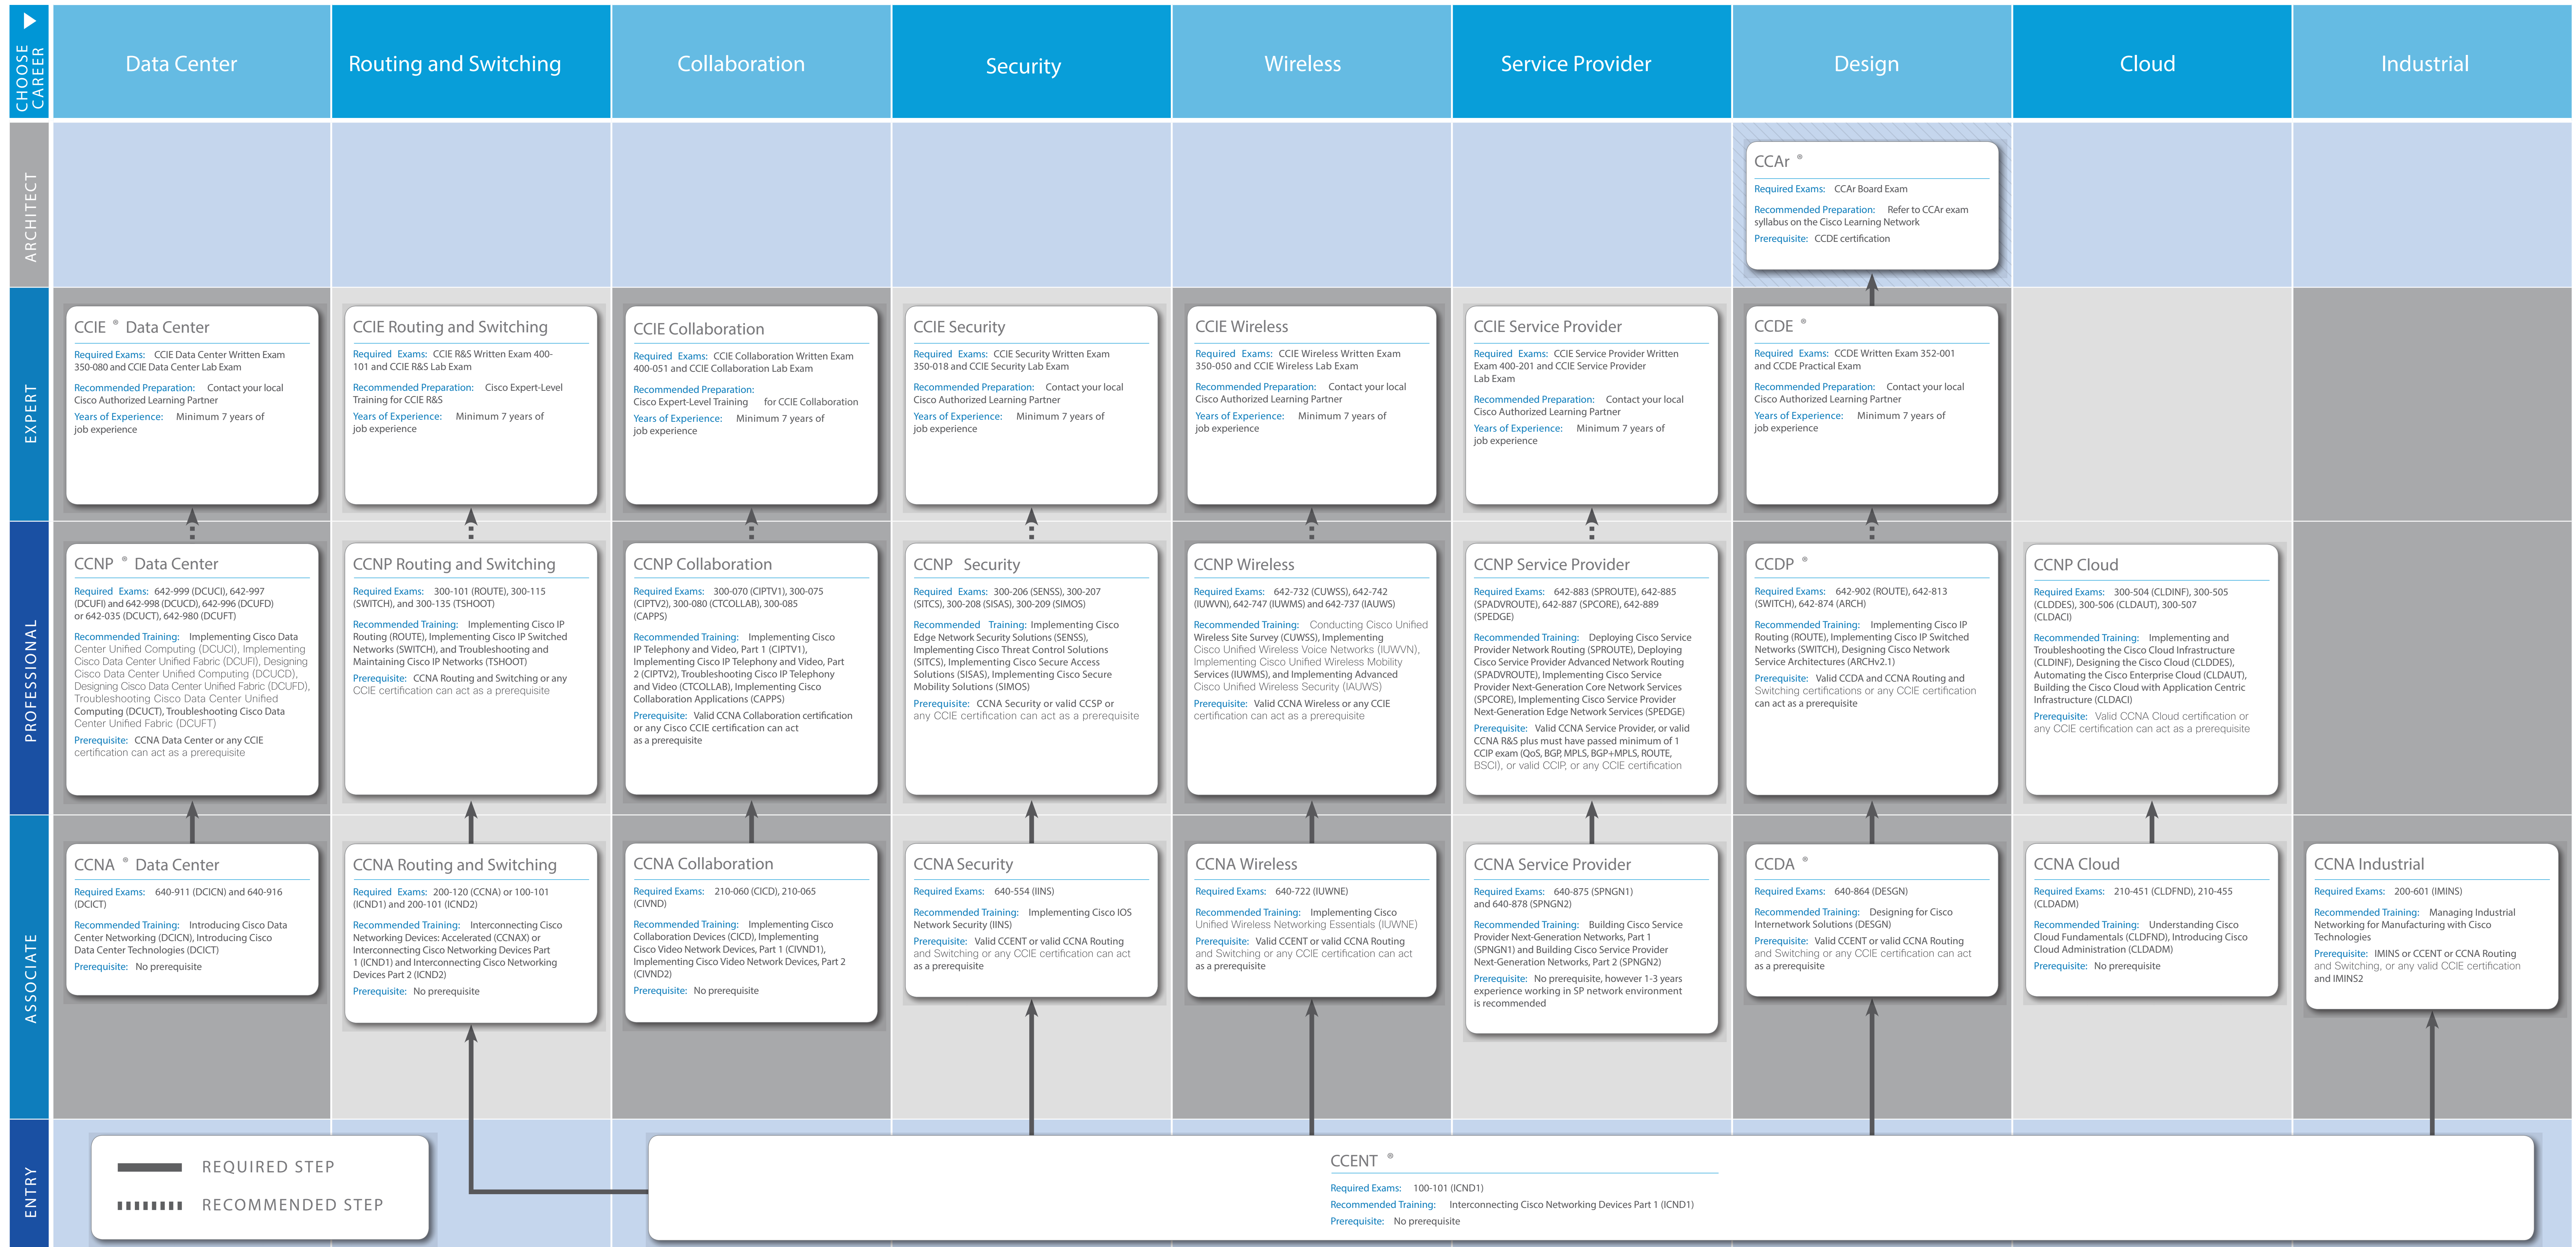 CHOOSE
CAREER
Data Center
Routing and Switching
Collaboration
Security
Wireless
Service Provider
Design
Cloud
Industrial
ARCHITECT
CCAr ®
Required Exams: CCAr Board Exam
Recommended Preparation: Refer to CCAr exam
syllabus on the Cisco Learning Network
Prerequisite: CCDE certification
EXPERT
CCIE ® Data Center
Required Exams: CCIE Data Center Written Exam
350-080 and CCIE Data Center Lab Exam
Recommended Preparation: Contact your local
Cisco Authorized Learning Partner
Years of Experience: Minimum 7 years of
job experience
CCIE Routing and Switching
Required Exams: CCIE R&S Written Exam 400-
101 and CCIE R&S Lab Exam
Recommended Preparation: Cisco Expert-Level
Training for CCIE R&S
Years of Experience: Minimum 7 years of
job experience
CCIE Collaboration
Required Exams: CCIE Collaboration Written Exam
400-051 and CCIE Collaboration Lab Exam
Recommended Preparation:
Cisco Expert-Level Training for CCIE Collaboration
Years of Experience: Minimum 7 years of
job experience
CCIE Security
Required Exams: CCIE Security Written Exam
350-018 and CCIE Security Lab Exam
Recommended Preparation: Contact your local
Cisco Authorized Learning Partner
Years of Experience: Minimum 7 years of
job experience
CCIE Wireless
Required Exams: CCIE Wireless Written Exam
350-050 and CCIE Wireless Lab Exam
Recommended Preparation: Contact your local
Cisco Authorized Learning Partner
Years of Experience: Minimum 7 years of
job experience
CCIE Service Provider
Required Exams: CCIE Service Provider Written
Exam 400-201 and CCIE Service Provider
Lab Exam
Recommended Preparation: Contact your local
Cisco Authorized Learning Partner
Years of Experience: Minimum 7 years of
job experience
CCDE ®
Required Exams: CCDE Written Exam 352-001
and CCDE Practical Exam
Recommended Preparation: Contact your local
Cisco Authorized Learning Partner
Years of Experience: Minimum 7 years of
job experience
PROFESSIONAL
CCNP ® Data Center
Required Exams: 642-999 (DCUCI), 642-997
(DCUFI) and 642-998 (DCUCD), 642-996 (DCUFD)
or 642-035 (DCUCT), 642-980 (DCUFT)
Recommended Training: Implementing Cisco Data
Center Unified Computing (DCUCI), Implementing
Cisco Data Center Unified Fabric (DCUFI), Designing
Cisco Data Center Unified Computing (DCUCD),
Designing Cisco Data Center Unified Fabric (DCUFD),
Troubleshooting Cisco Data Center Unified
Computing (DCUCT), Troubleshooting Cisco Data
Center Unified Fabric (DCUFT)
Prerequisite: CCNA Data Center or any CCIE
certification can act as a prerequisite
CCNP Routing and Switching
Required Exams: 300-101 (ROUTE), 300-115
(SWITCH), and 300-135 (TSHOOT)
Recommended Training: Implementing Cisco IP
Routing (ROUTE), Implementing Cisco IP Switched
Networks (SWITCH), and Troubleshooting and
Maintaining Cisco IP Networks (TSHOOT)
Prerequisite: CCNA Routing and Switching or any
CCIE certification can act as a prerequisite
CCNP Collaboration
Required Exams: 300-070 (CIPTV1), 300-075
(CIPTV2), 300-080 (CTCOLLAB), 300-085
(CAPPS)
Recommended Training: Implementing Cisco
IP Telephony and Video, Part 1 (CIPTV1),
Implementing Cisco IP Telephony and Video, Part
2 (CIPTV2), Troubleshooting Cisco IP Telephony
and Video (CTCOLLAB), Implementing Cisco
Collaboration Applications (CAPPS)
Prerequisite: Valid CCNA Collaboration certification
or any Cisco CCIE certification can act
as a prerequisite
CCNP Security
Required Exams: 300-206 (SENSS), 300-207
(SITCS), 300-208 (SISAS), 300-209 (SIMOS)
Recommended Training: Implementing Cisco
Edge Network Security Solutions (SENSS),
Implementing Cisco Threat Control Solutions
(SITCS), Implementing Cisco Secure Access
Solutions (SISAS), Implementing Cisco Secure
Mobility Solutions (SIMOS)
Prerequisite: CCNA Security or valid CCSP or
any CCIE certification can act as a prerequisite
CCNP Wireless
Required Exams: 642-732 (CUWSS), 642-742
(IUWVN), 642-747 (IUWMS) and 642-737 (IAUWS)
Recommended Training: Conducting Cisco Unified
Wireless Site Survey (CUWSS), Implementing
Cisco Unified Wireless Voice Networks (IUWVN),
Implementing Cisco Unified Wireless Mobility
Services (IUWMS), and Implementing Advanced
Cisco Unified Wireless Security (IAUWS)
Prerequisite: Valid CCNA Wireless or any CCIE
certification can act as a prerequisite
CCNP Service Provider
Required Exams: 642-883 (SPROUTE), 642-885
(SPADVROUTE), 642-887 (SPCORE), 642-889
(SPEDGE)
Recommended Training: Deploying Cisco Service
Provider Network Routing (SPROUTE), Deploying
Cisco Service Provider Advanced Network Routing
(SPADVROUTE), Implementing Cisco Service
Provider Next-Generation Core Network Services
(SPCORE), Implementing Cisco Service Provider
Next-Generation Edge Network Services (SPEDGE)
Prerequisite: Valid CCNA Service Provider, or valid
CCNA R&S plus must have passed minimum of 1
CCIP exam (QoS, BGP, MPLS, BGP+MPLS, ROUTE,
BSCI), or valid CCIP, or any CCIE certification
CCDP ®
Required Exams: 642-902 (ROUTE), 642-813
(SWITCH), 642-874 (ARCH)
Recommended Training: Implementing Cisco IP
Routing (ROUTE), Implementing Cisco IP Switched
Networks (SWITCH), Designing Cisco Network
Service Architectures (ARCHv2.1)
Prerequisite: Valid CCDA and CCNA Routing and
Switching certifications or any CCIE certification
can act as a prerequisite
CCNP Cloud
Required Exams: 300-504 (CLDINF), 300-505
(CLDDES), 300-506 (CLDAUT), 300-507
(CLDACI)
Recommended Training: Implementing and
Troubleshooting the Cisco Cloud Infrastructure
(CLDINF), Designing the Cisco Cloud (CLDDES),
Automating the Cisco Enterprise Cloud (CLDAUT),
Building the Cisco Cloud with Application Centric
Infrastructure (CLDACI)
Prerequisite: Valid CCNA Cloud certification or
any CCIE certification can act as a prerequisite
ASSOCIATE
CCNA ® Data Center
Required Exams: 640-911 (DCICN) and 640-916
(DCICT)
Recommended Training: Introducing Cisco Data
Center Networking (DCICN), Introducing Cisco
Data Center Technologies (DCICT)
Prerequisite: No prerequisite
CCNA Routing and Switching
Required Exams: 200-120 (CCNA) or 100-101
(ICND1) and 200-101 (ICND2)
Recommended Training: Interconnecting Cisco
Networking Devices: Accelerated (CCNAX) or
Interconnecting Cisco Networking Devices Part
1 (ICND1) and Interconnecting Cisco Networking
Devices Part 2 (ICND2)
Prerequisite: No prerequisite
CCNA Collaboration
Required Exams: 210-060 (CICD), 210-065
(CIVND)
Recommended Training: Implementing Cisco
Collaboration Devices (CICD), Implementing
Cisco Video Network Devices, Part 1 (CIVND1),
Implementing Cisco Video Network Devices, Part 2
(CIVND2)
Prerequisite: No prerequisite
CCNA Security
Required Exams: 640-554 (IINS)
Recommended Training: Implementing Cisco IOS
Network Security (IINS)
Prerequisite: Valid CCENT or valid CCNA Routing
and Switching or any CCIE certification can act
as a prerequisite
CCNA Wireless
Required Exams: 640-722 (IUWNE)
Recommended Training: Implementing Cisco
Unified Wireless Networking Essentials (IUWNE)
Prerequisite: Valid CCENT or valid CCNA Routing
and Switching or any CCIE certification can act
as a prerequisite
CCNA Service Provider
Required Exams: 640-875 (SPNGN1)
and 640-878 (SPNGN2)
Recommended Training: Building Cisco Service
Provider Next-Generation Networks, Part 1
(SPNGN1) and Building Cisco Service Provider
Next-Generation Networks, Part 2 (SPNGN2)
Prerequisite: No prerequisite, however 1-3 years
experience working in SP network environment
is recommended
CCDA ®
Required Exams: 640-864 (DESGN)
Recommended Training: Designing for Cisco
Internetwork Solutions (DESGN)
Prerequisite: Valid CCENT or valid CCNA Routing
and Switching or any CCIE certification can act
as a prerequisite
CCNA Cloud
Required Exams: 210-451 (CLDFND), 210-455
(CLDADM)
Recommended Training: Understanding Cisco
Cloud Fundamentals (CLDFND), Introducing Cisco
Cloud Administration (CLDADM)
Prerequisite: No prerequisite
CCNA Industrial
Required Exams: 200-601 (IMINS)
Recommended Training: Managing Industrial
Networking for Manufacturing with Cisco
Technologies
Prerequisite: IMINS or CCENT or CCNA Routing
and Switching, or any valid CCIE certification
and IMINS2
ENTRY
REQUIRED STEP
RECOMMENDED STEP
CCENT ®
Required Exams: 100-101 (ICND1)
Recommended Training: Interconnecting Cisco Networking Devices Part 1 (ICND1)
Prerequisite: No prerequisite